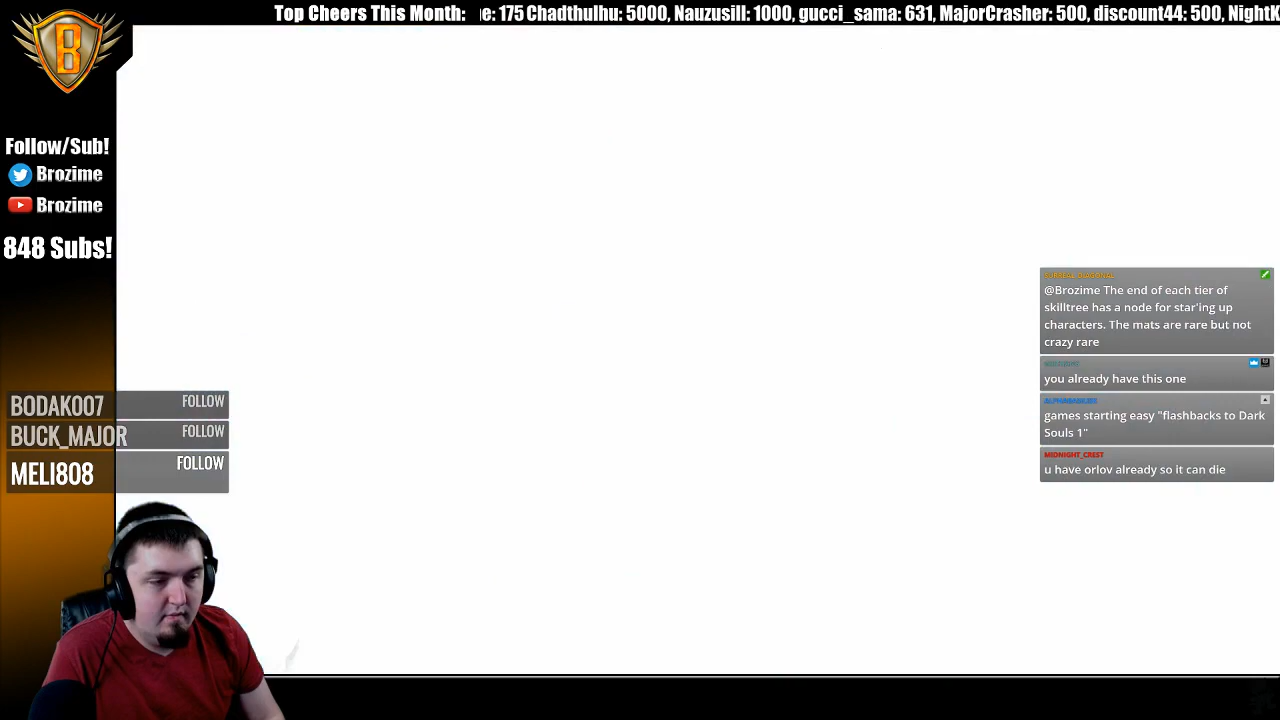 Top Cheers This Month: e: 175 Chadthulhu: 5000, Nauzusill: 1000, gucci_sama: 631, MajorCrasher: 500, discount44: 500, NightK
B
Follow/Sub!
Brozime
Brozime
848 Subs!
BODAK007 FOLLOW
BUCK_MAJOR FOLLOW
MELI808 FOLLOW
@Brozime The end of each tier of
skilltree has a node for star'ing up
characters. The mats are rare but not
crazy rare
you already have this one
games starting easy "flashbacks to Dark
Souls 1"
MIDNIGHT_CREST
u have orlov already so it can die